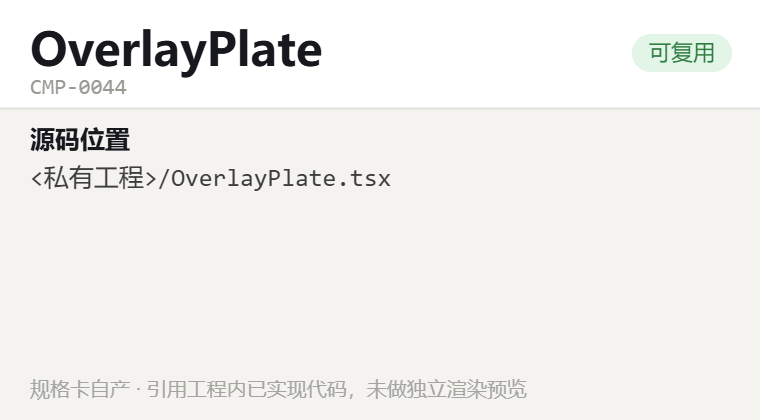 OverlayPlate
可复用
CMP-0044
源码位置
<私有工程>/OverlayPlate.tsx
规格卡自产 · 引用工程内已实现代码，未做独立渲染预览